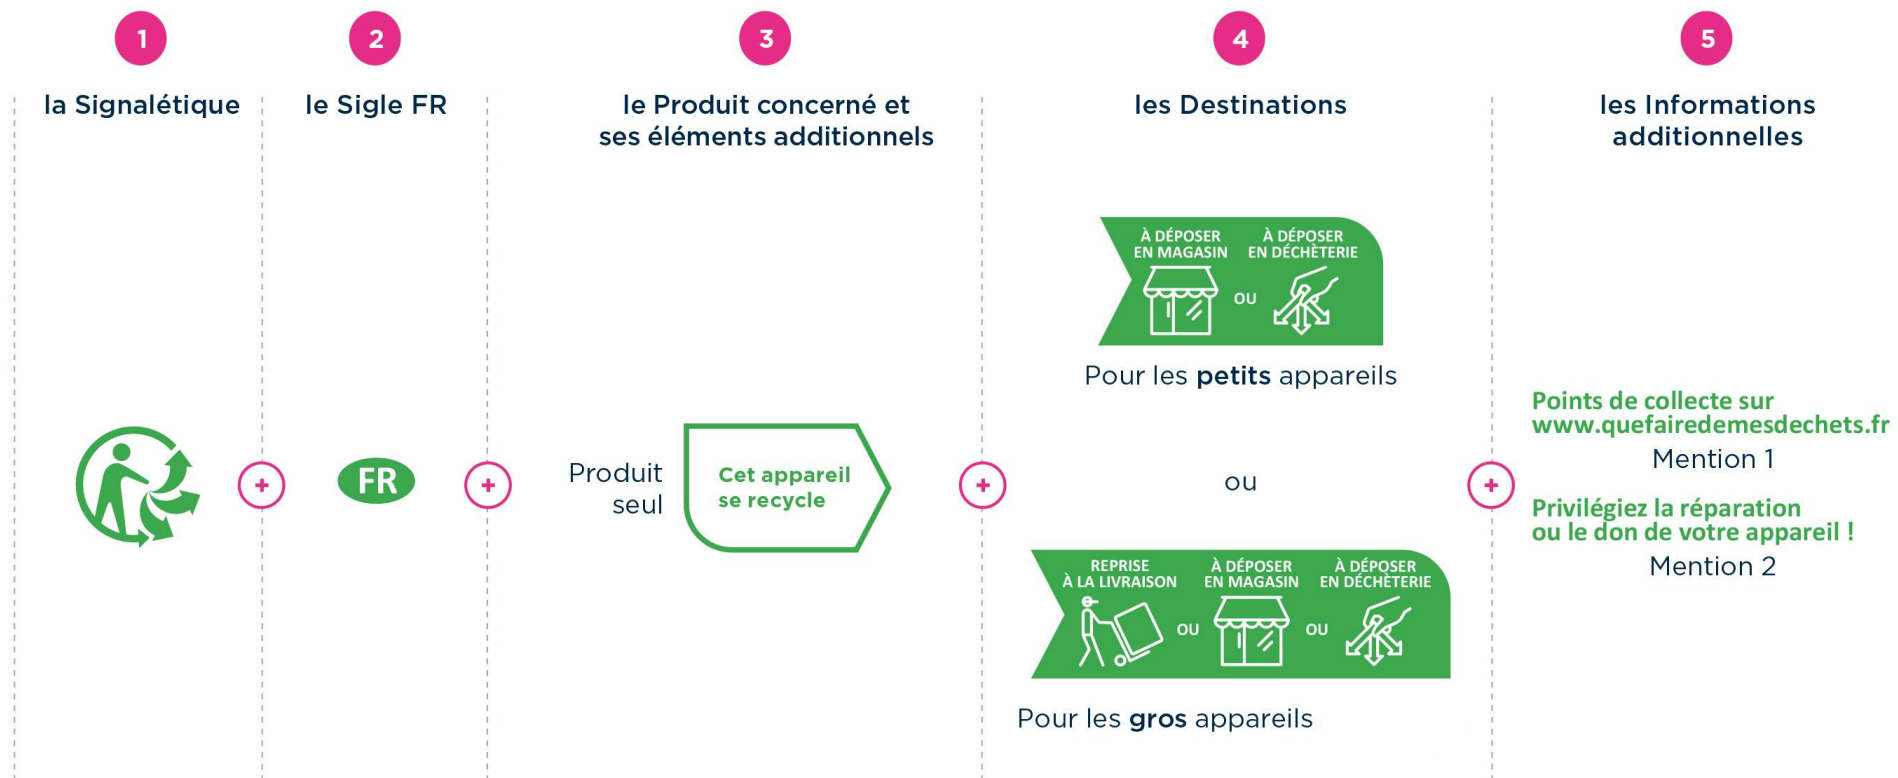 1
la Signalétique
2
le Sigle FR
3
le Produit concerné et
ses éléments additionnels
4
les Destinations
5
les Informations
additionnelles
+
FR
+
Produit
seul
Cet appareil
se recycle
+
À DÉPOSER
EN MAGASIN
OU
À DÉPOSER
EN DÉCHÈTERIE
Pour les petits appareils
ou
REPRISE
À LA LIVRAISON
OU
À DÉPOSER
EN MAGASIN
OU
À DÉPOSER
EN DÉCHÈTERIE
Pour les gros appareils
+
Points de collecte sur
www.quefairedemesdechets.fr
Mention 1
Privilégiez la réparation
ou le don de votre appareil !
Mention 2